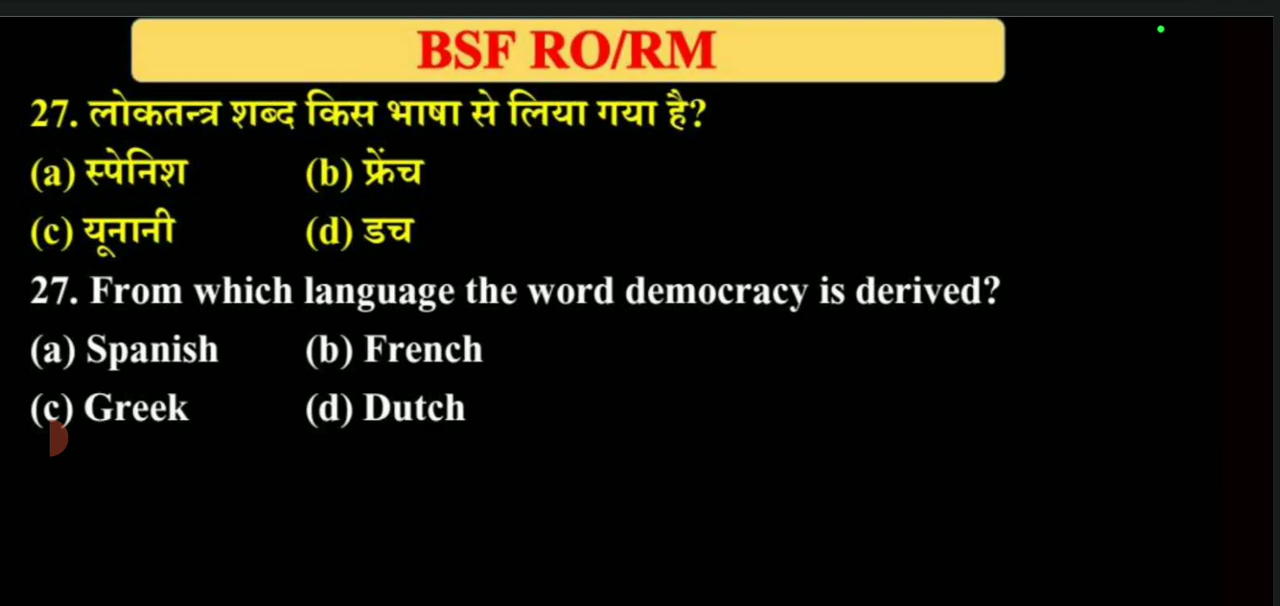 BSF RO/RM
27. लोकतन्त्र शब्द किस भाषा से लिया गया है?
(a) स्पेनिश (b) फ्रेंच
(c) यूनानी (d) डच
27. From which language the word democracy is derived?
(a) Spanish (b) French
(c) Greek (d) Dutch